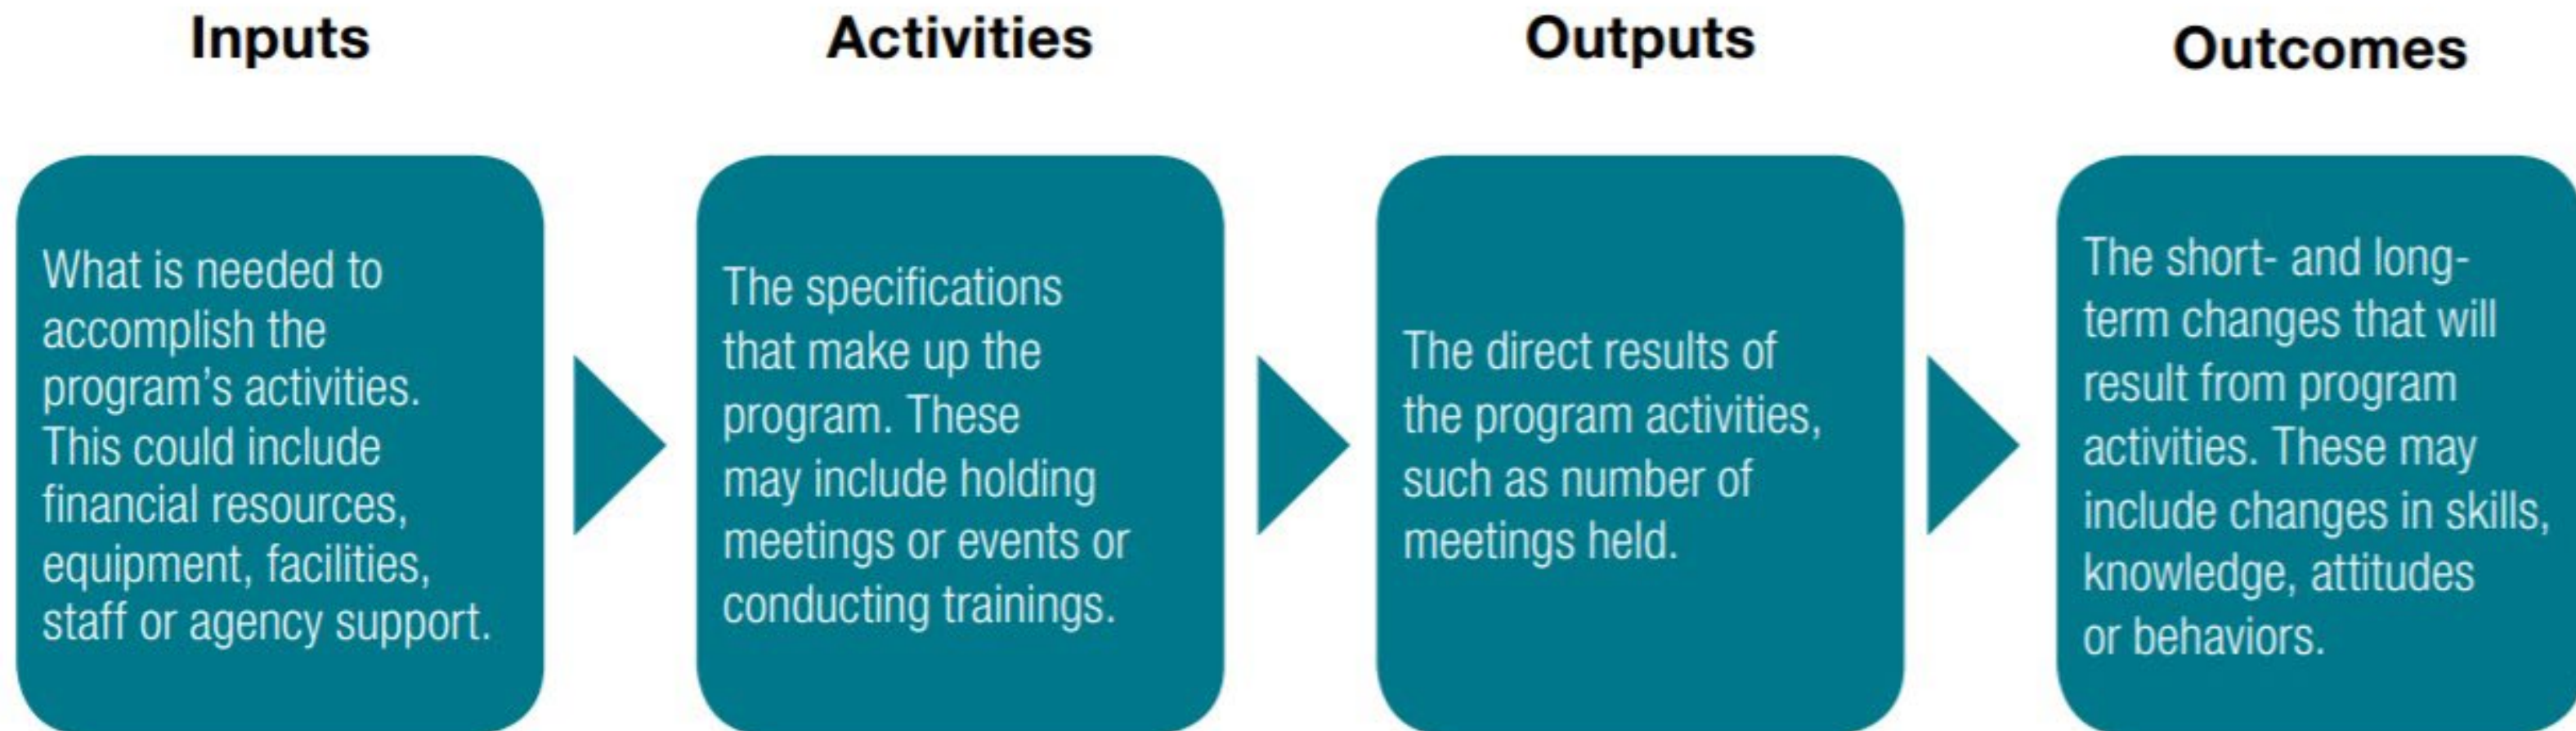 Inputs
What is needed to
accomplish the
program's activities.
This could include
financial resources,
equipment, facilities,
staff or agency support.
Activities
The specifications
that make up the
program. These
may include holding
meetings or events or
conducting trainings.
Outputs
The direct results of
the program activities,
such as number of
meetings held.
Outcomes
The short- and long-
term changes that will
result from program
activities. These may
include changes in skills,
knowledge, attitudes
or behaviors.